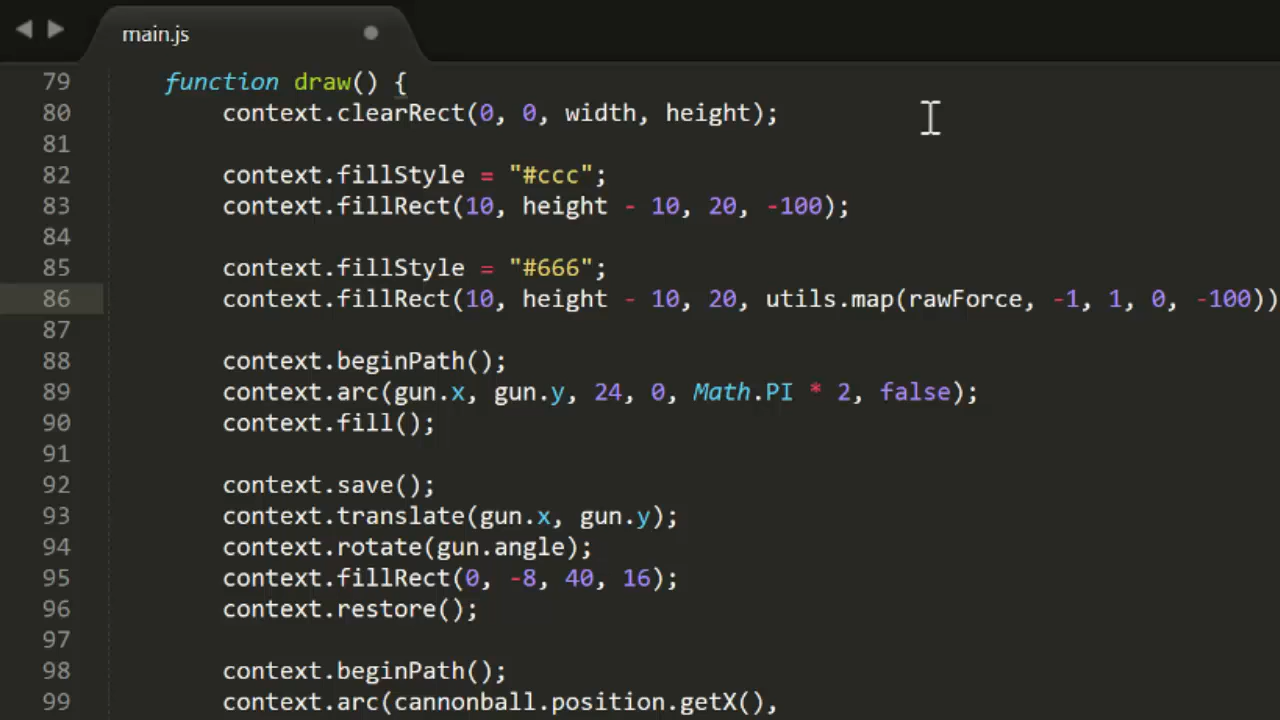 main.js
79 function draw() {
80 context.clearRect(0, 0, width, height);
81
82 context.fillStyle = "#ccc";
83 context.fillRect(10, height - 10, 20, -100);
84
85 context.fillStyle = "#666";
86 context.fillRect(10, height - 10, 20, utils.map(rawForce, -1, 1, 0, -100))
87
88 context.beginPath();
89 context.arc(gun.x, gun.y, 24, 0, Math.PI * 2, false);
90 context.fill();
91
92 context.save();
93 context.translate(gun.x, gun.y);
94 context.rotate(gun.angle);
95 context.fillRect(0, -8, 40, 16);
96 context.restore();
97
98 context.beginPath();
99 context.arc(cannonball.position.getX(),